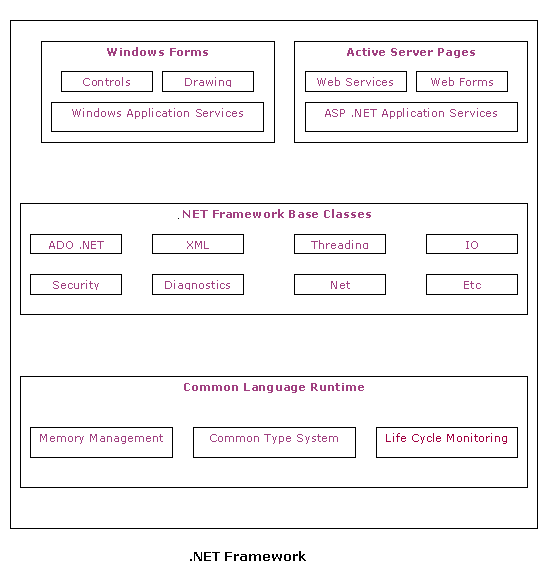 Windows Forms
Controls
Drawing
Windows Application Services
Active Server Pages
Web Services
Web Forms
ASP .NET Application Services
.NET Framework Base Classes
ADO .NET
XML
Threading
IO
Security
Diagnostics
Net
Etc
Common Language Runtime
Memory Management
Common Type System
Life Cycle Monitoring
.NET Framework